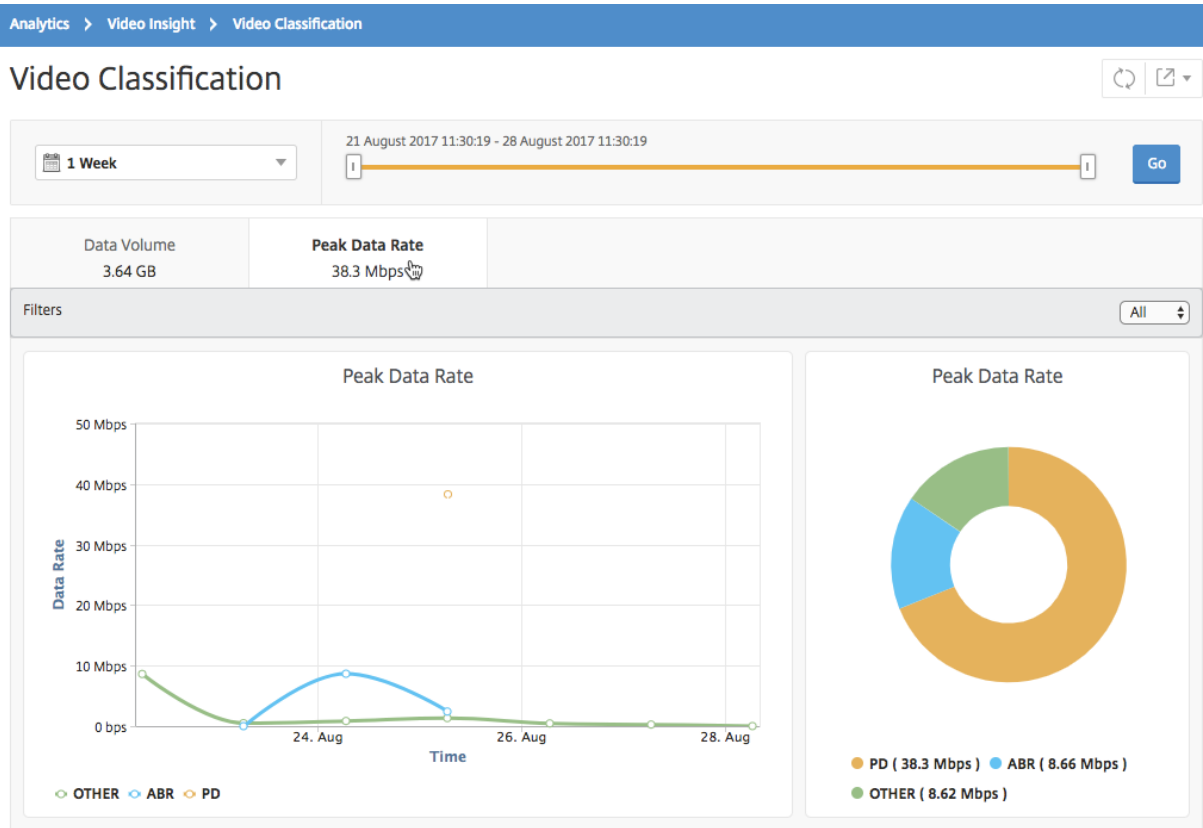 Analytics > Video Insight > Video Classification
Video Classification
1 Week
21 August 2017 11:30:19 - 28 August 2017 11:30:19
Go
Data Volume
3.64 GB
Peak Data Rate
38.3 Mbps
Filters
All
Peak Data Rate
50 Mbps
40 Mbps
30 Mbps
20 Mbps
10 Mbps
0 bps
Data Rate
24. Aug
26. Aug
28. Aug
Time
OTHER ABR PD
Peak Data Rate
PD ( 38.3 Mbps ) ABR ( 8.66 Mbps )
OTHER ( 8.62 Mbps )